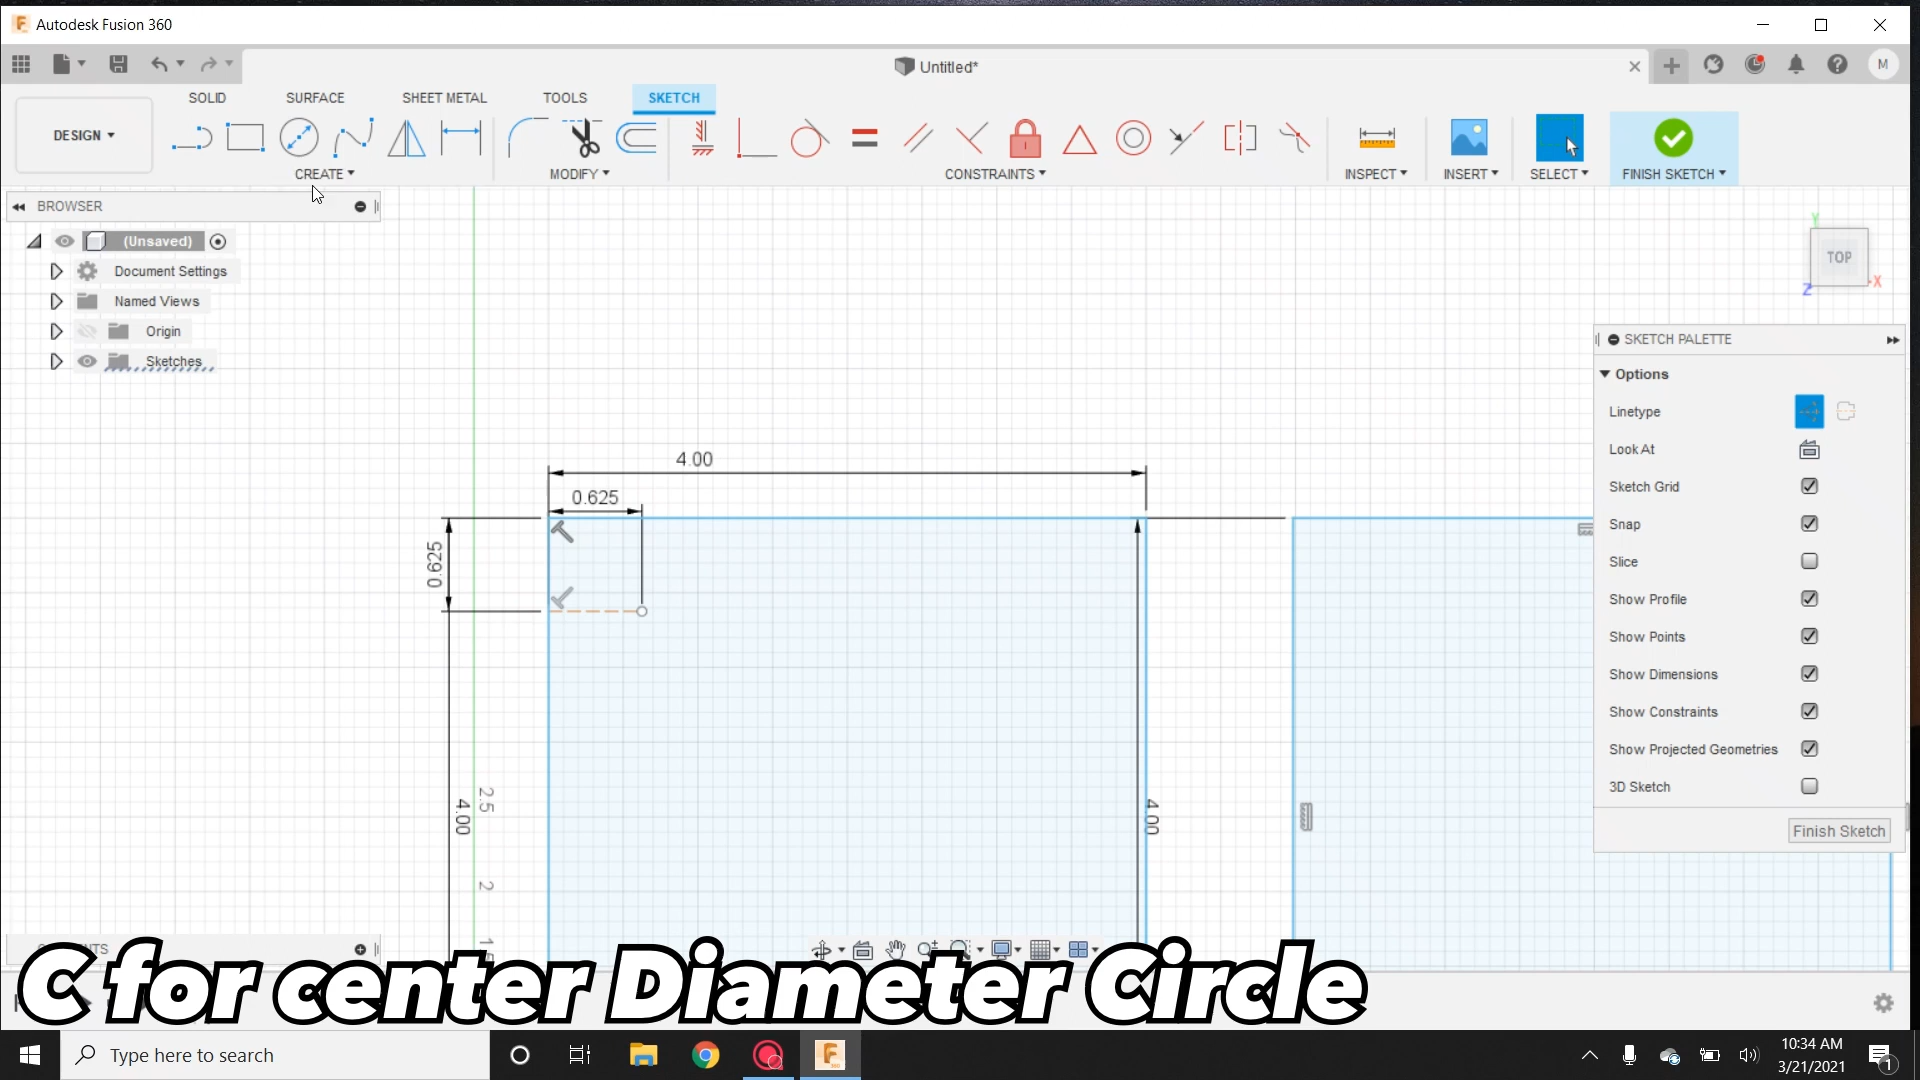 Autodesk Fusion 360
Untitled*
M
SOLID SURFACE SHEET METAL TOOLS SKETCH
DESIGN
CREATE MODIFY CONSTRAINTS INSPECT INSERT SELECT FINISH SKETCH
BROWSER
(Unsaved)
Document Settings
Named Views
Origin
Sketches
Y
TOP
X
Z
SKETCH PALETTE
Options
Linetype
Look At
Sketch Grid
Snap
Slice
Show Profile
Show Points
Show Dimensions
Show Constraints
Show Projected Geometries
3D Sketch
Finish Sketch
4.00
0.625
0.625
4.00
2.5
4.00
2
C for center Diameter Circle
Type here to search
10:34 AM
3/21/2021
1